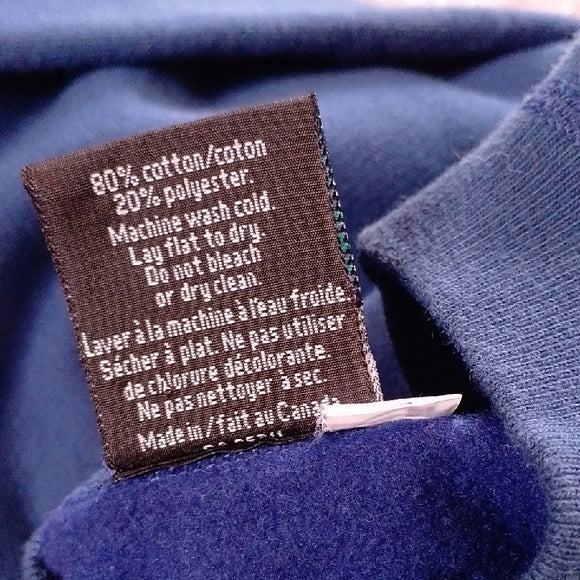 80% cotton/coton
20% polyester.
Machine wash cold.
Lay flat to dry
Do not bleach
or dry clean.
Laver à la machine à l'eau froide.
Sécher à plat. Ne pas utiliser
de chlorure décolorante.
Ne pas nettoyer à sec.
Made in / fait au Canada